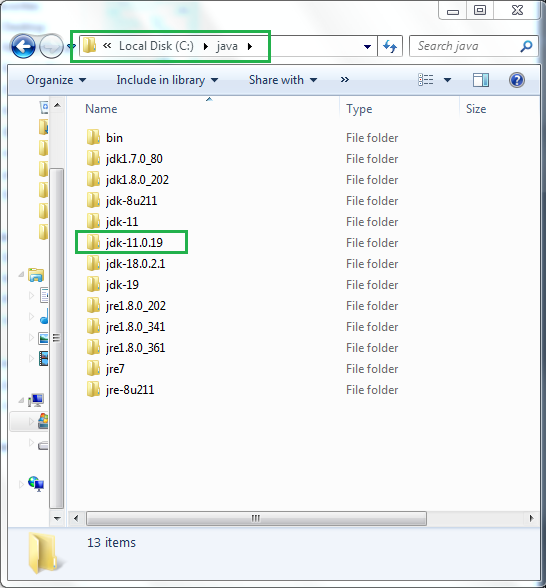 « Local Disk (C:) java Search java
Organize Include in library Share with »
Name Type Size
bin File folder
jdk1.7.0_80 File folder
jdk1.8.0_202 File folder
jdk-8u211 File folder
jdk-11 File folder
jdk-11.0.19 File folder
jdk-18.0.2.1 File folder
jdk-19 File folder
jre1.8.0_202 File folder
jre1.8.0_341 File folder
jre1.8.0_361 File folder
jre7 File folder
jre-8u211 File folder
13 items